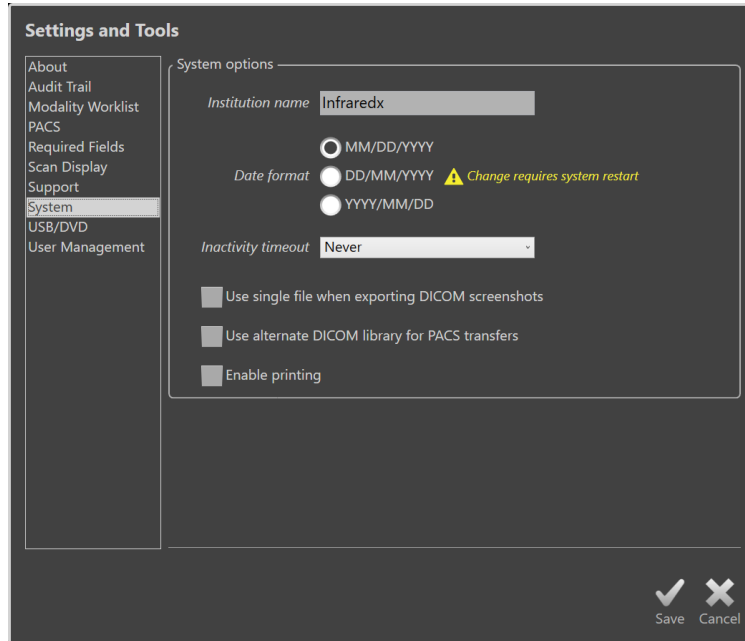 Settings and Tools
About
Audit Trail
Modality Worklist
PACS
Required Fields
Scan Display
Support
System
USB/DVD
User Management
System options
Institution name Infraredx
MM/DD/YYYY
Date format DD/MM/YYYY Change requires system restart
YYYY/MM/DD
Inactivity timeout Never
Use single file when exporting DICOM screenshots
Use alternate DICOM library for PACS transfers
Enable printing
Save Cancel